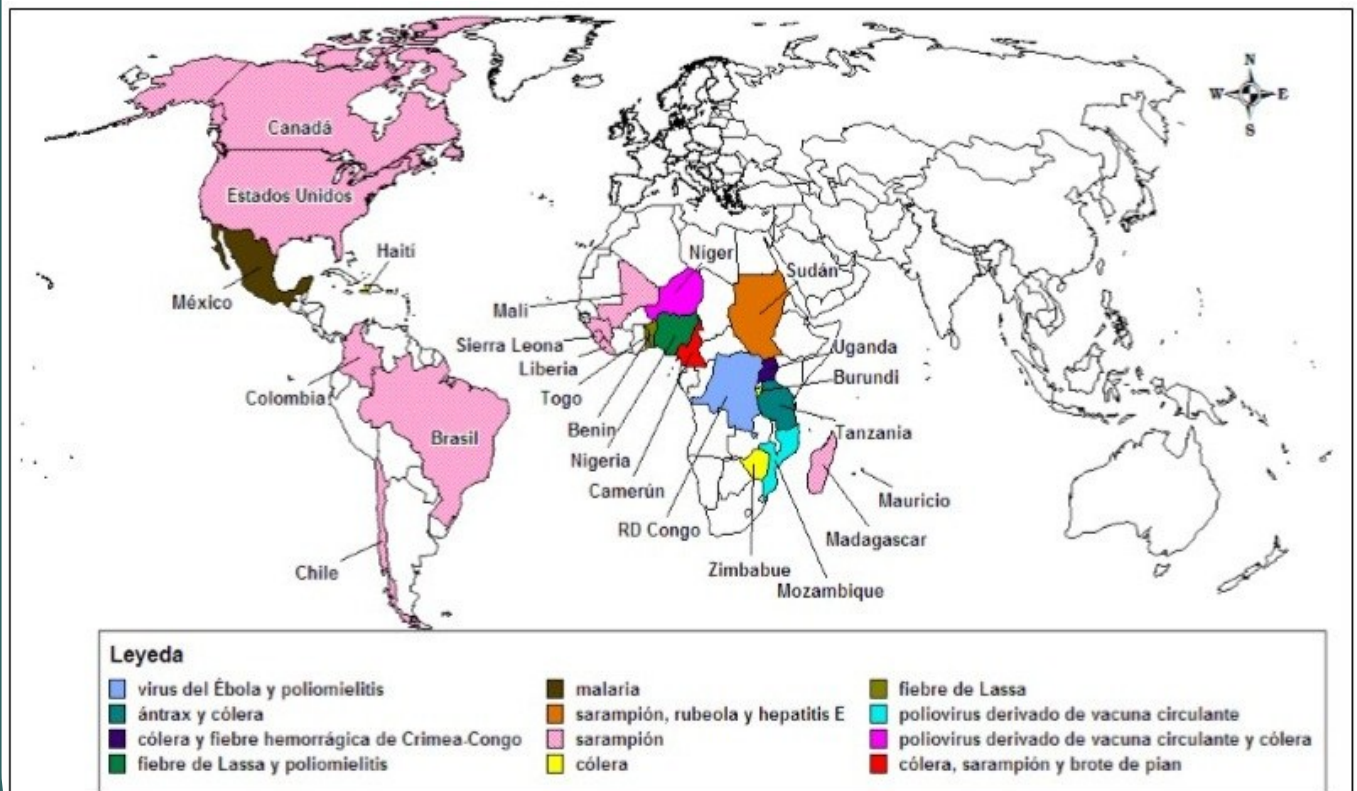 N
W E
S
Canadá
Estados Unidos
Haití
México
Colombia
Brasil
Chile
Níger
Sudán
Malí
Sierra Leona
Liberia
Togo
Benin
Nigeria
Camerún
RD Congo
Uganda
Burundi
Tanzania
Mauricio
Madagascar
Zimbabue
Mozambique
Leyeda
virus del Ébola y poliomielitis
ántrax y cólera
cólera y fiebre hemorrágica de Crimea-Congo
fiebre de Lassa y poliomielitis
malaria
sarampión, rubeola y hepatitis E
sarampión
cólera
fiebre de Lassa
poliovirus derivado de vacuna circulante
poliovirus derivado de vacuna circulante y cólera
cólera, sarampión y brote de pian